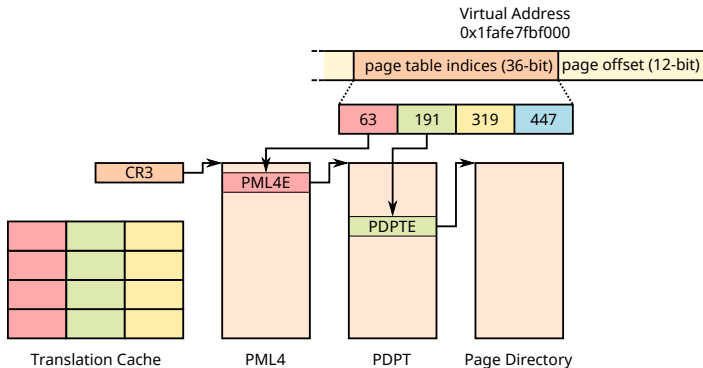 Virtual Address
0x1fafe7fbf000
page table indices (36-bit)
page offset (12-bit)
63
191
319
447
CR3
PML4E
PDPTE
Translation Cache
PML4
PDPT
Page Directory